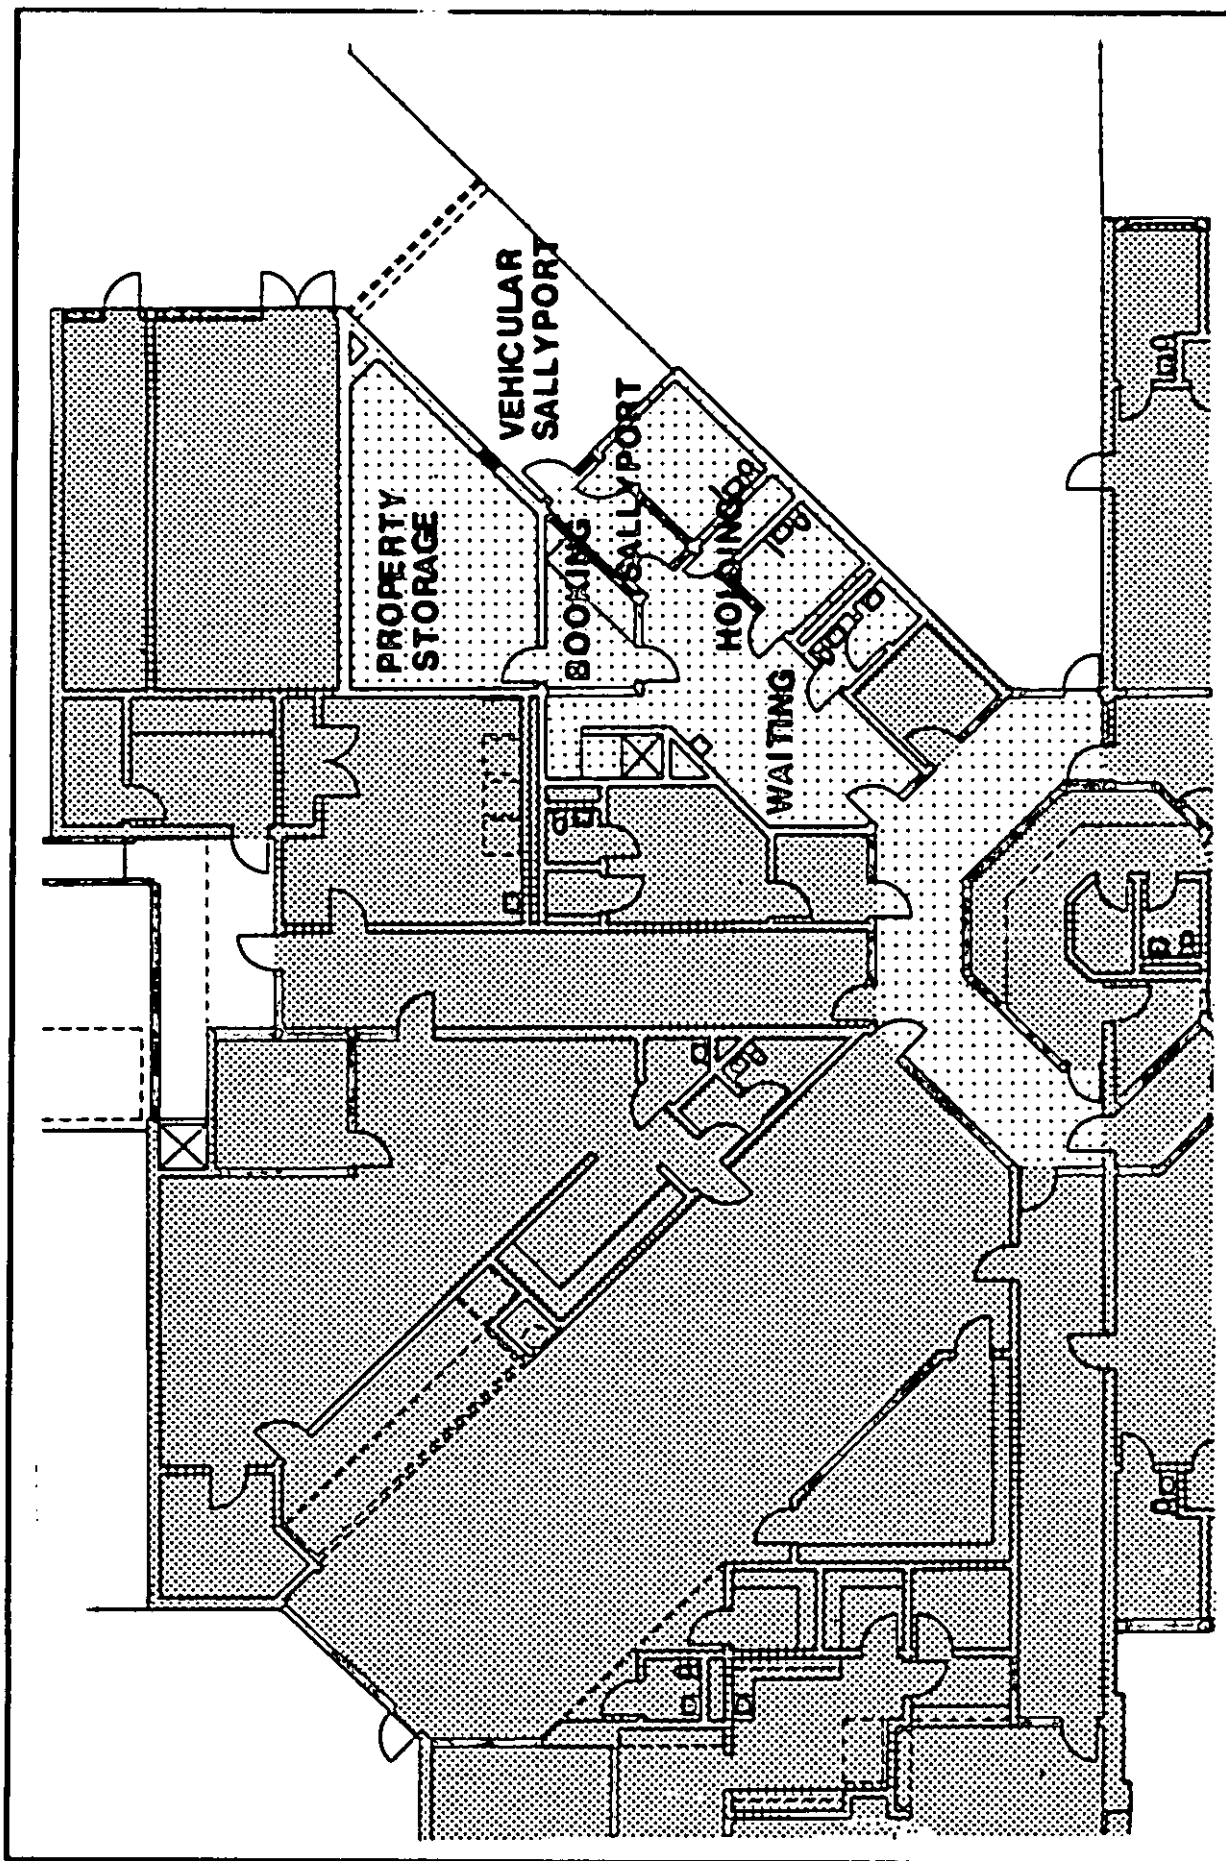 PROPERTY
STORAGE
VEHICULAR
SALLYPORT
BOOKING
SALLYPORT
HOLDING
WAITING